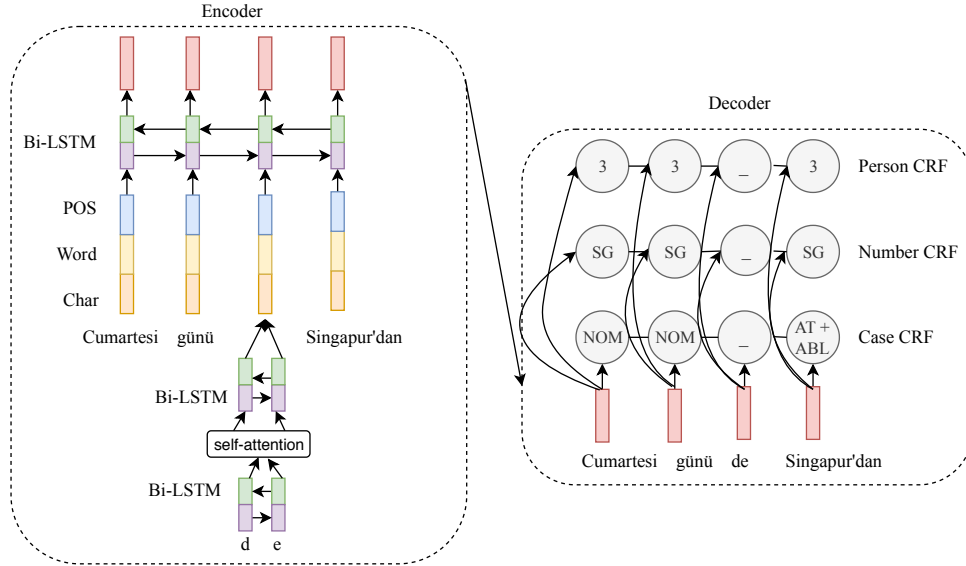 Encoder
Bi-LSTM
POS
Word
Char
Cumartesi günü Singapur'dan
Bi-LSTM
self-attention
Bi-LSTM
d e
Decoder
3 3 _ 3 Person CRF
SG SG _ SG Number CRF
NOM NOM _ AT + ABL Case CRF
Cumartesi günü de Singapur'dan